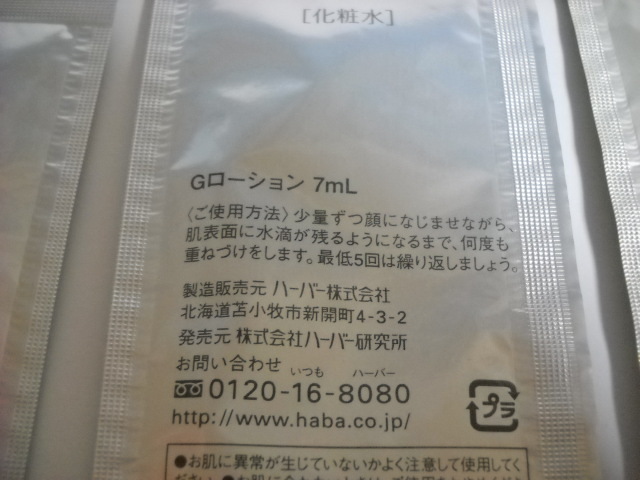 [化粧水]
Gローション 7mL
〈ご使用方法〉少量ずつ顔になじませながら、
肌表面に水滴が残るようになるまで、何度も
重ねづけをします。最低5回は繰り返しましょう。
製造販売元 ハーバー株式会社
北海道苫小牧市新開町4-3-2
発売元 株式会社ハーバー研究所
お問い合わせ
いつも ハーバー
0120-16-8080
http://www.haba.co.jp/
プラ
●お肌に異常が生じていないかよく注意して使用してく